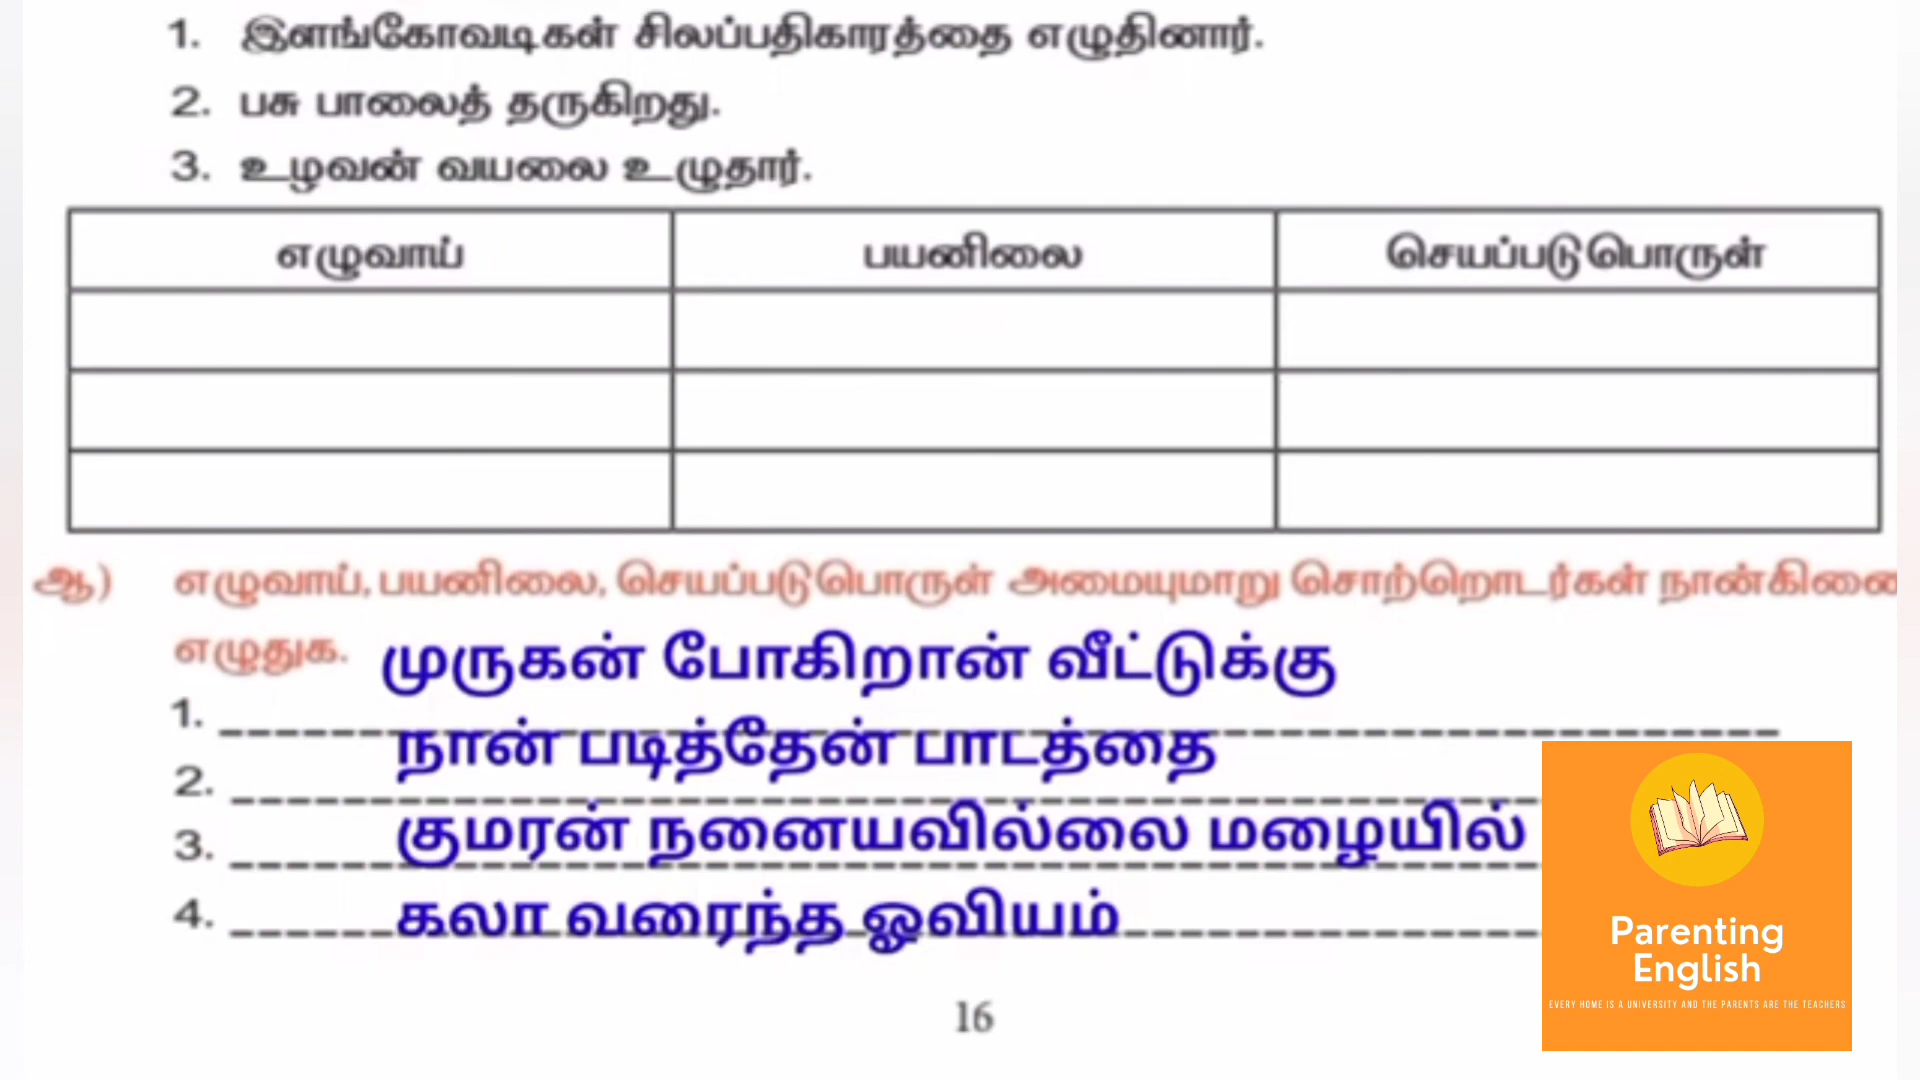 1. இளங்கோவடிகள் சிலப்பதிகாரத்தை எழுதினார்.
2. பசு பாலைத் தருகிறது.
3. உழவன் வயலை உழுதார்.
எழுவாய் பயனிலை செயப்படுபொருள்
ஆ) எழுவாய், பயனிலை, செயப்படுபொருள் அமையுமாறு சொற்றொடர்கள் நான்கினை
எழுதுக. முருகன் போகிறான் வீட்டுக்கு
1. நான் படித்தேன் பாடத்தை
2.
3. குமரன் நனையவில்லை மழையில்
4. கலா வரைந்த ஓவியம்
Parenting
English
EVERY HOME IS A UNIVERSITY AND THE PARENTS ARE THE TEACHERS
16